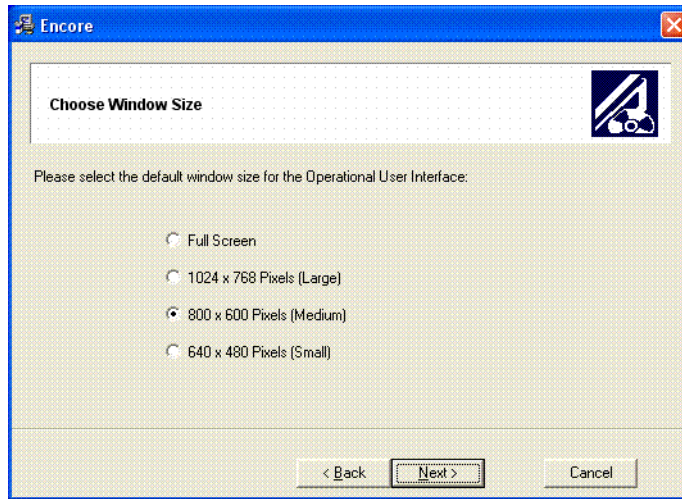 Encore
Choose Window Size
Please select the default window size for the Operational User Interface:
Full Screen
1024 x 768 Pixels (Large)
800 x 600 Pixels (Medium)
640 x 480 Pixels (Small)
< Back Next > Cancel